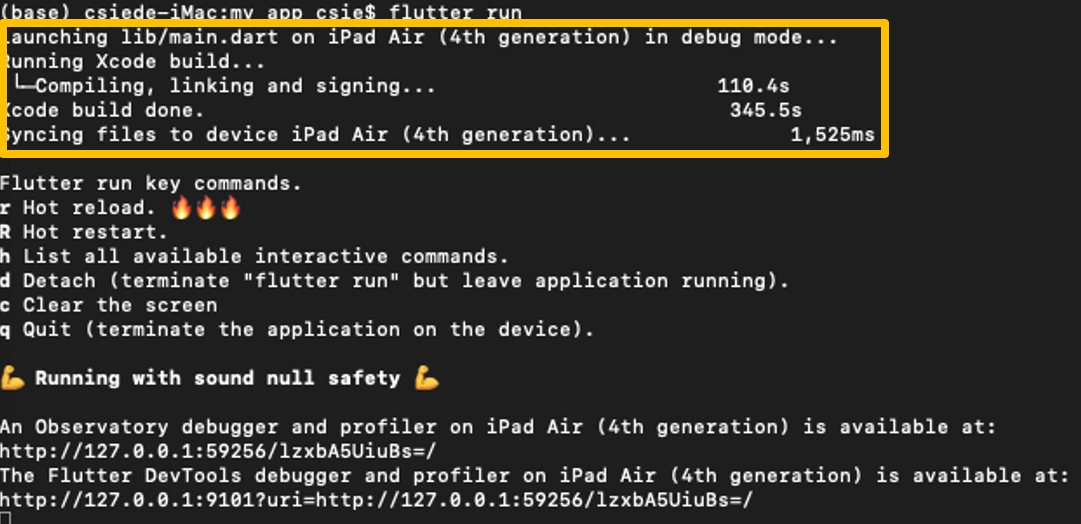 (base) csiede-iMac:my_app csie$ flutter run
Launching lib/main.dart on iPad Air (4th generation) in debug mode...
Running Xcode build...
└─Compiling, linking and signing... 110.4s
Xcode build done. 345.5s
Syncing files to device iPad Air (4th generation)... 1,525ms
Flutter run key commands.
r Hot reload. 🔥🔥🔥
R Hot restart.
h List all available interactive commands.
d Detach (terminate "flutter run" but leave application running).
c Clear the screen
q Quit (terminate the application on the device).
💪 Running with sound null safety 💪
An Observatory debugger and profiler on iPad Air (4th generation) is available at:
http://127.0.0.1:59256/lzxbA5UiuBs=/
The Flutter DevTools debugger and profiler on iPad Air (4th generation) is available at:
http://127.0.0.1:9101?uri=http://127.0.0.1:59256/lzxbA5UiuBs=/